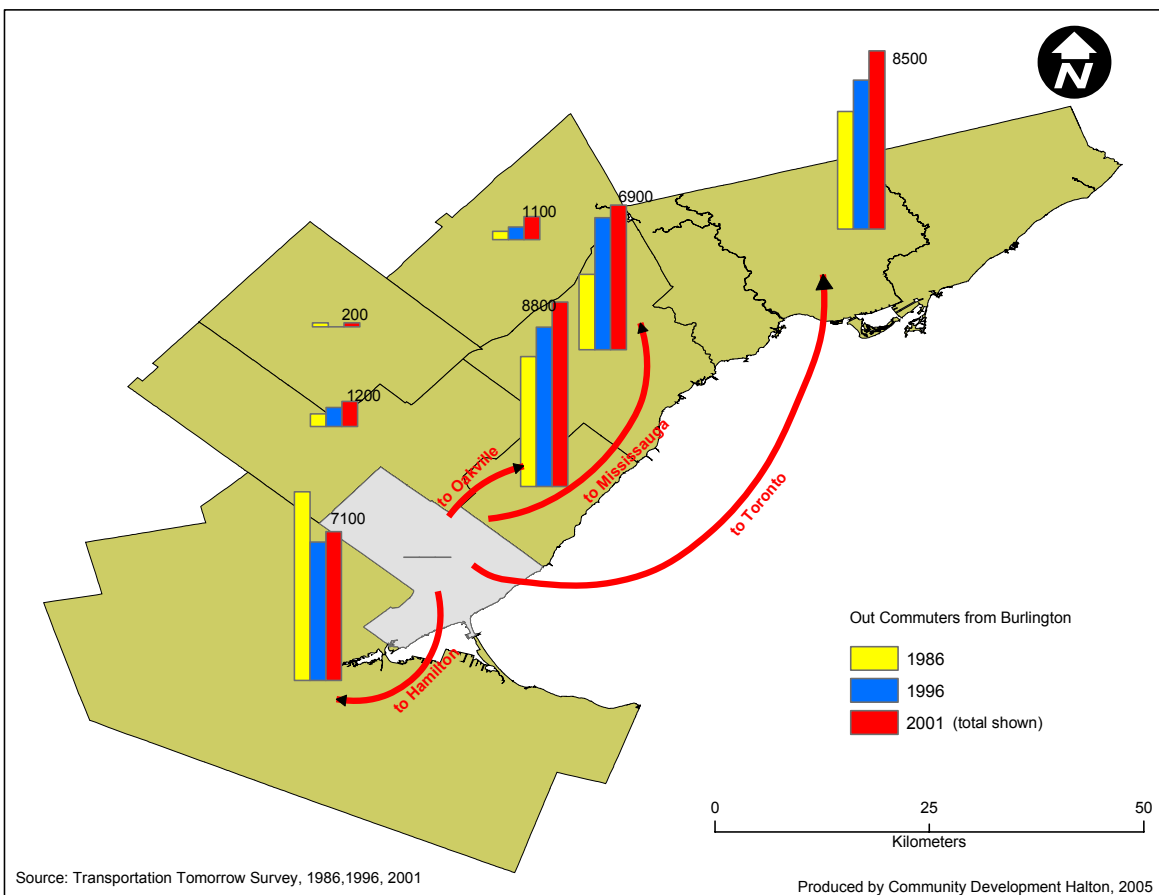 N
8500
6900
1100
8800
200
1200
7100
to Oakville
to Mississauga
to Toronto
to Hamilton
Out Commuters from Burlington
1986
1996
2001 (total shown)
0 25 50
Kilometers
Source: Transportation Tomorrow Survey, 1986,1996, 2001
Produced by Community Development Halton, 2005